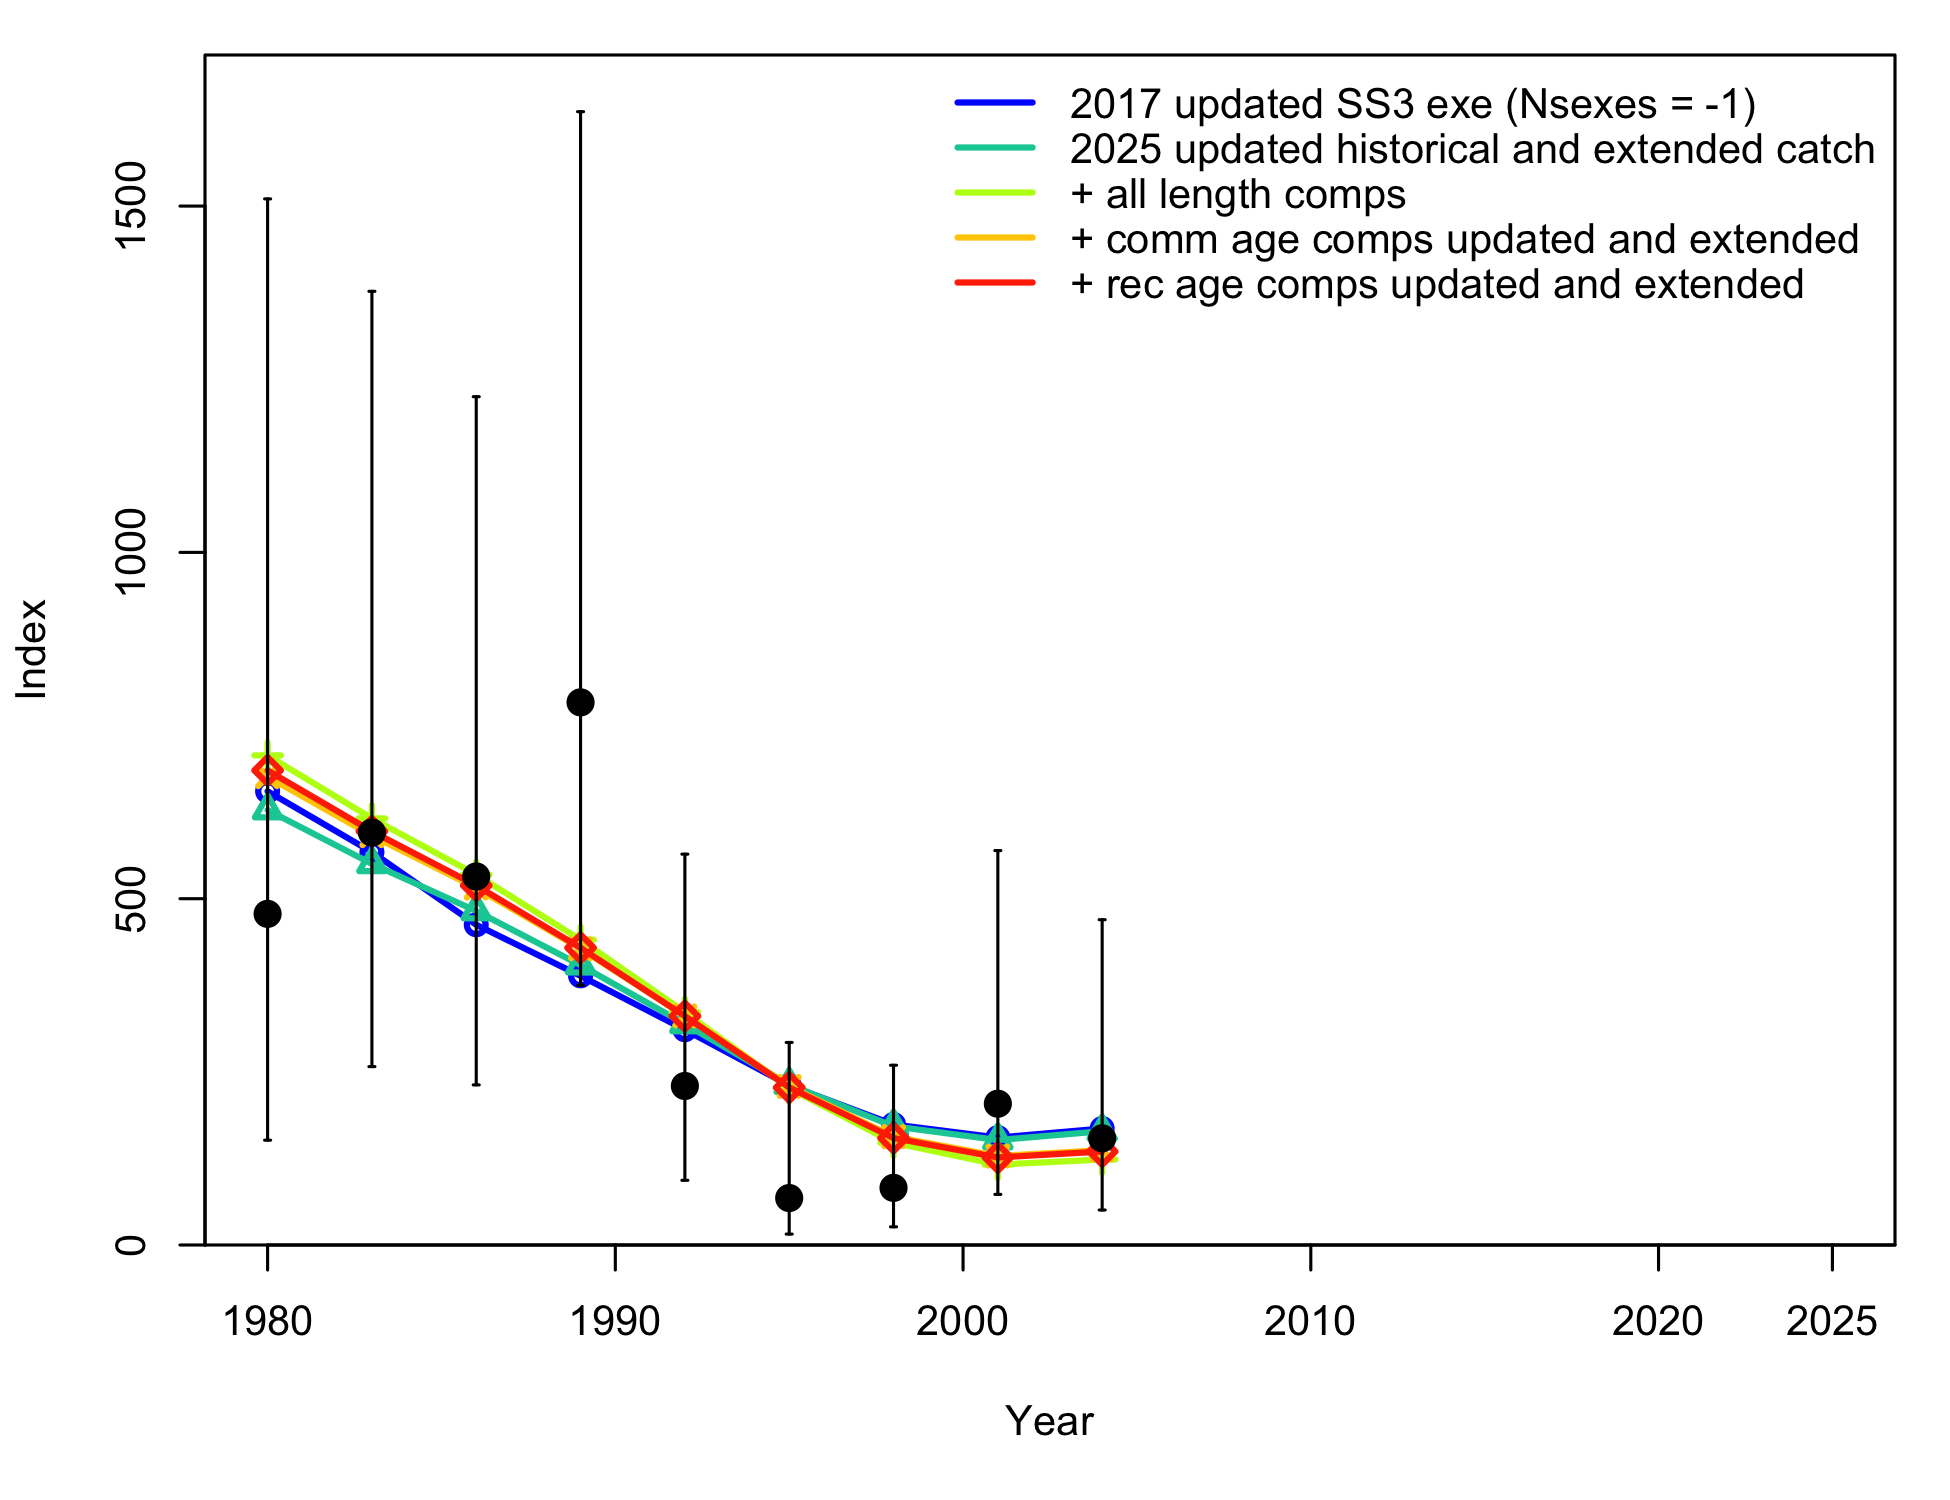 2017 updated SS3 exe (Nsexes = -1)
2025 updated historical and extended catch
+ all length comps
+ comm age comps updated and extended
+ rec age comps updated and extended
1500
1000
500
0
Index
1980 1990 2000 2010 2020 2025
Year